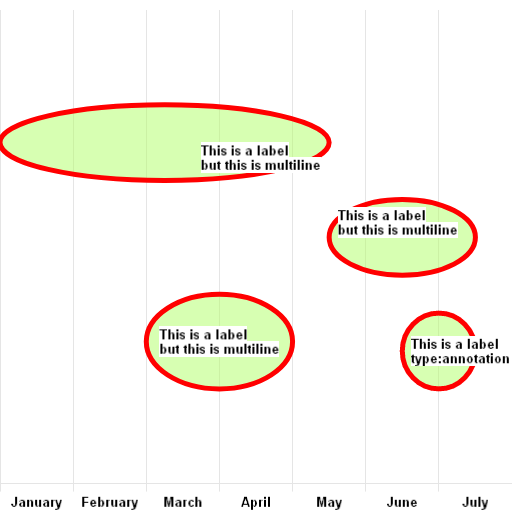 This is a label
but this is multiline
This is a label
but this is multiline
This is a label
but this is multiline
This is a label
type:annotation
January February March April May June July